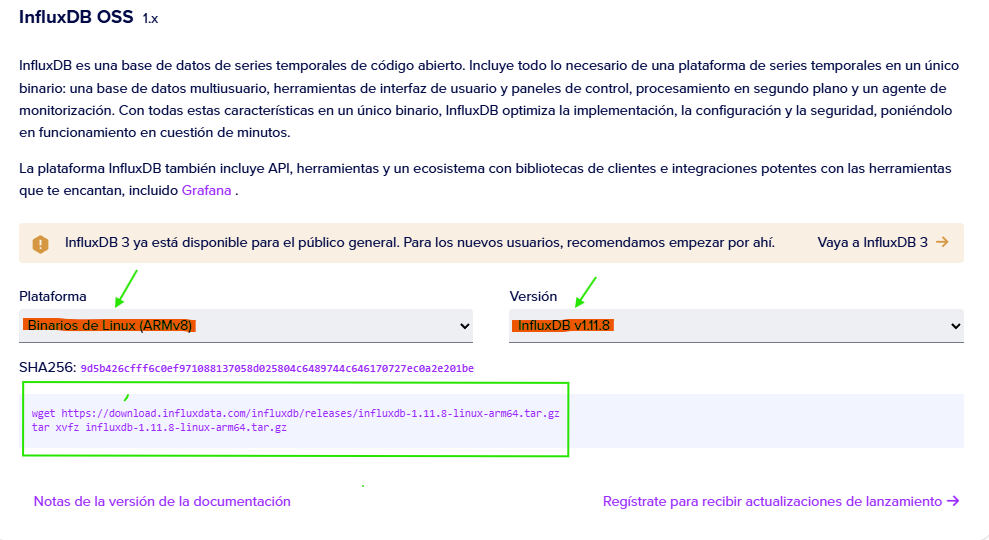 InfluxDB OSS 1.x
InfluxDB es una base de datos de series temporales de código abierto. Incluye todo lo necesario de una plataforma de series temporales en un único
binario: una base de datos multiusuario, herramientas de interfaz de usuario y paneles de control, procesamiento en segundo plano y un agente de
monitorización. Con todas estas características en un único binario, InfluxDB optimiza la implementación, la configuración y la seguridad, poniéndolo
en funcionamiento en cuestión de minutos.
La plataforma InfluxDB también incluye API, herramientas y un ecosistema con bibliotecas de clientes e integraciones potentes con las herramientas
que te encantan, incluido Grafana .
InfluxDB 3 ya está disponible para el público general. Para los nuevos usuarios, recomendamos empezar por ahí. Vaya a InfluxDB 3 →
Plataforma Versión
Binarios de Linux (ARMv8) InfluxDB v1.11.8
SHA256: 9d5b426cfff6c0ef971088137058d025804c6489744c646170727ec0a2e201be
wget https://download.influxdata.com/influxdb/releases/influxdb-1.11.8-linux-arm64.tar.gz
tar xvfz influxdb-1.11.8-linux-arm64.tar.gz
Notas de la versión de la documentación Regístrate para recibir actualizaciones de lanzamiento →